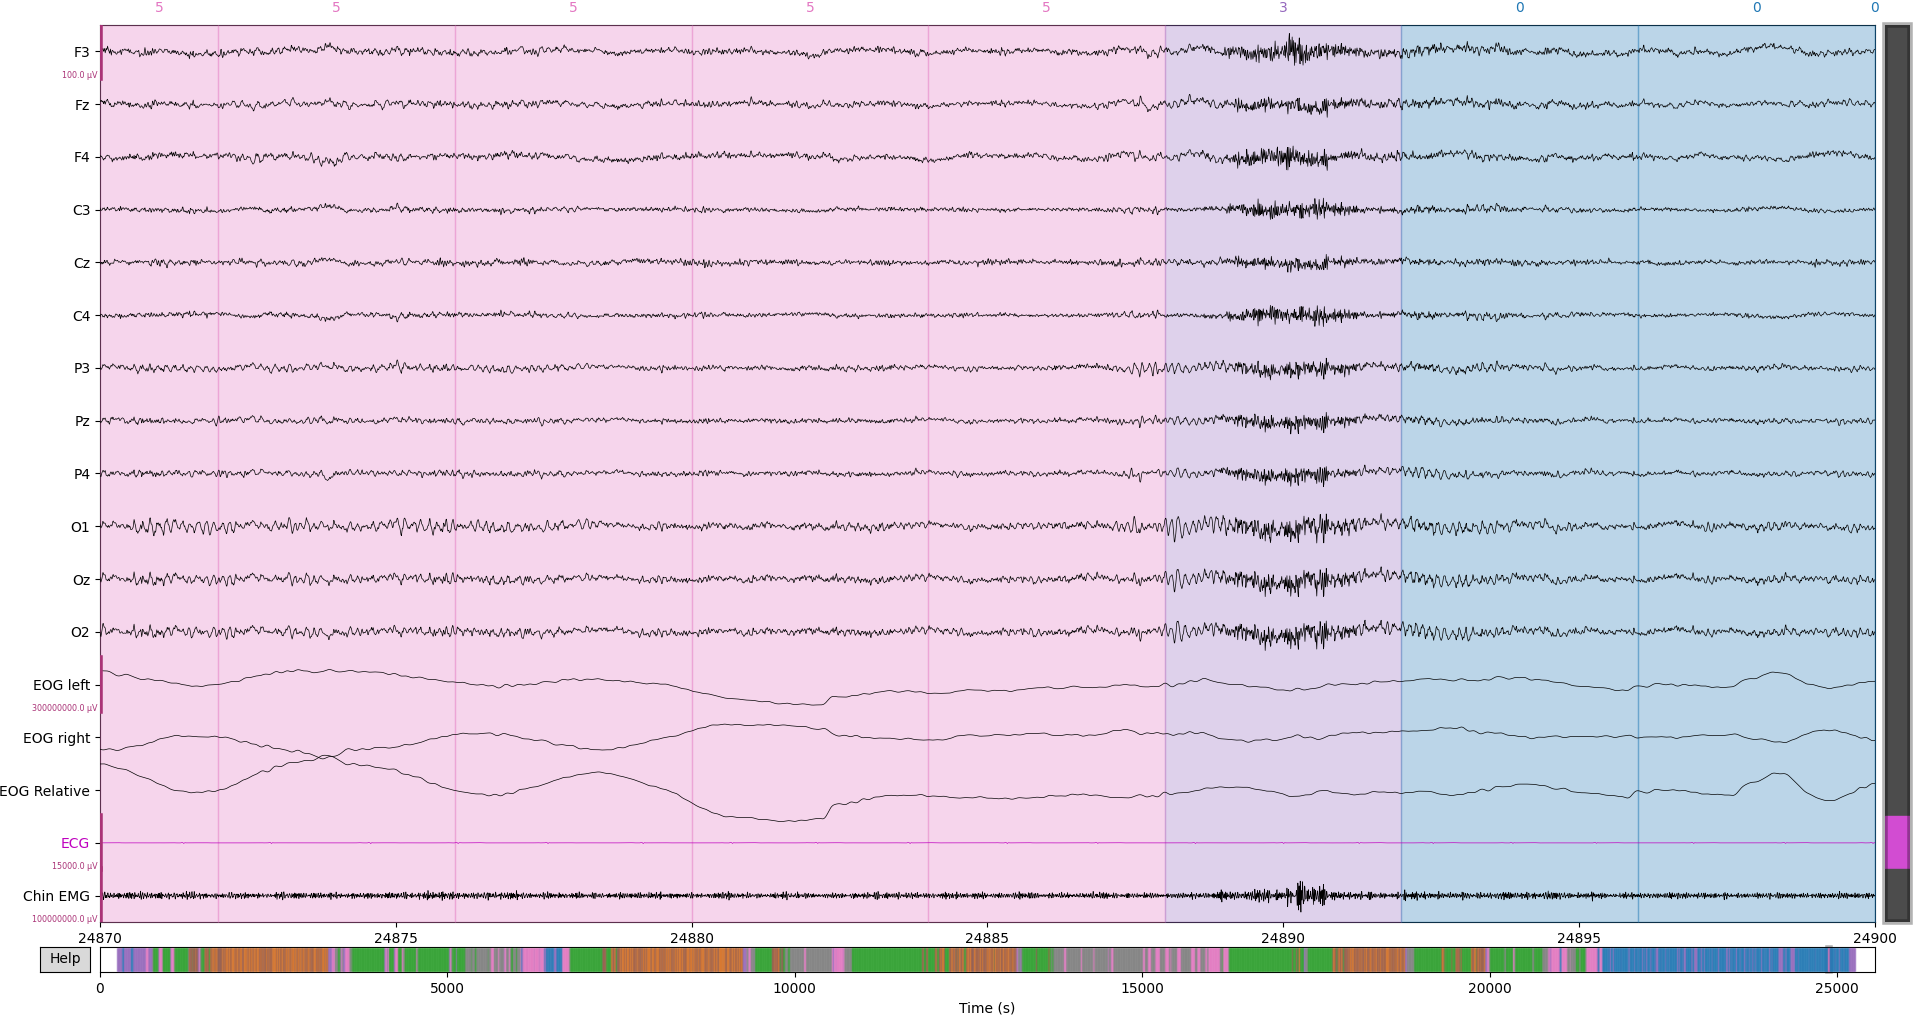 5 5 5 5 5 3 0 0 0
F3
100.0 µV
Fz
F4
C3
Cz
C4
P3
Pz
P4
O1
Oz
O2
EOG left
300000000.0 µV
EOG right
EOG Relative
ECG
15000.0 µV
Chin EMG
100000000.0 µV
24870 24875 24880 24885 24890 24895 24900
Help
0 5000 10000 15000 20000 25000
Time (s)